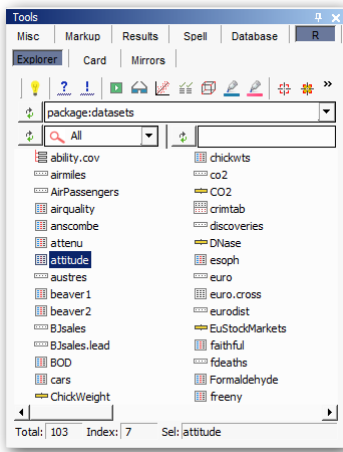 Tools
Misc Markup Results Spell Database R
Explorer Card Mirrors
package:datasets
All
ability.cov
airmiles
AirPassengers
airquality
anscombe
attenu
attitude
austres
beaver1
beaver2
BJsales
BJsales.lead
BOD
cars
ChickWeight
chickwts
co2
CO2
crimtab
discoveries
DNase
esoph
euro
euro.cross
eurodist
EuStockMarkets
faithful
fdeaths
Formaldehyde
freeny
Total: 103 Index: 7 Sel: attitude